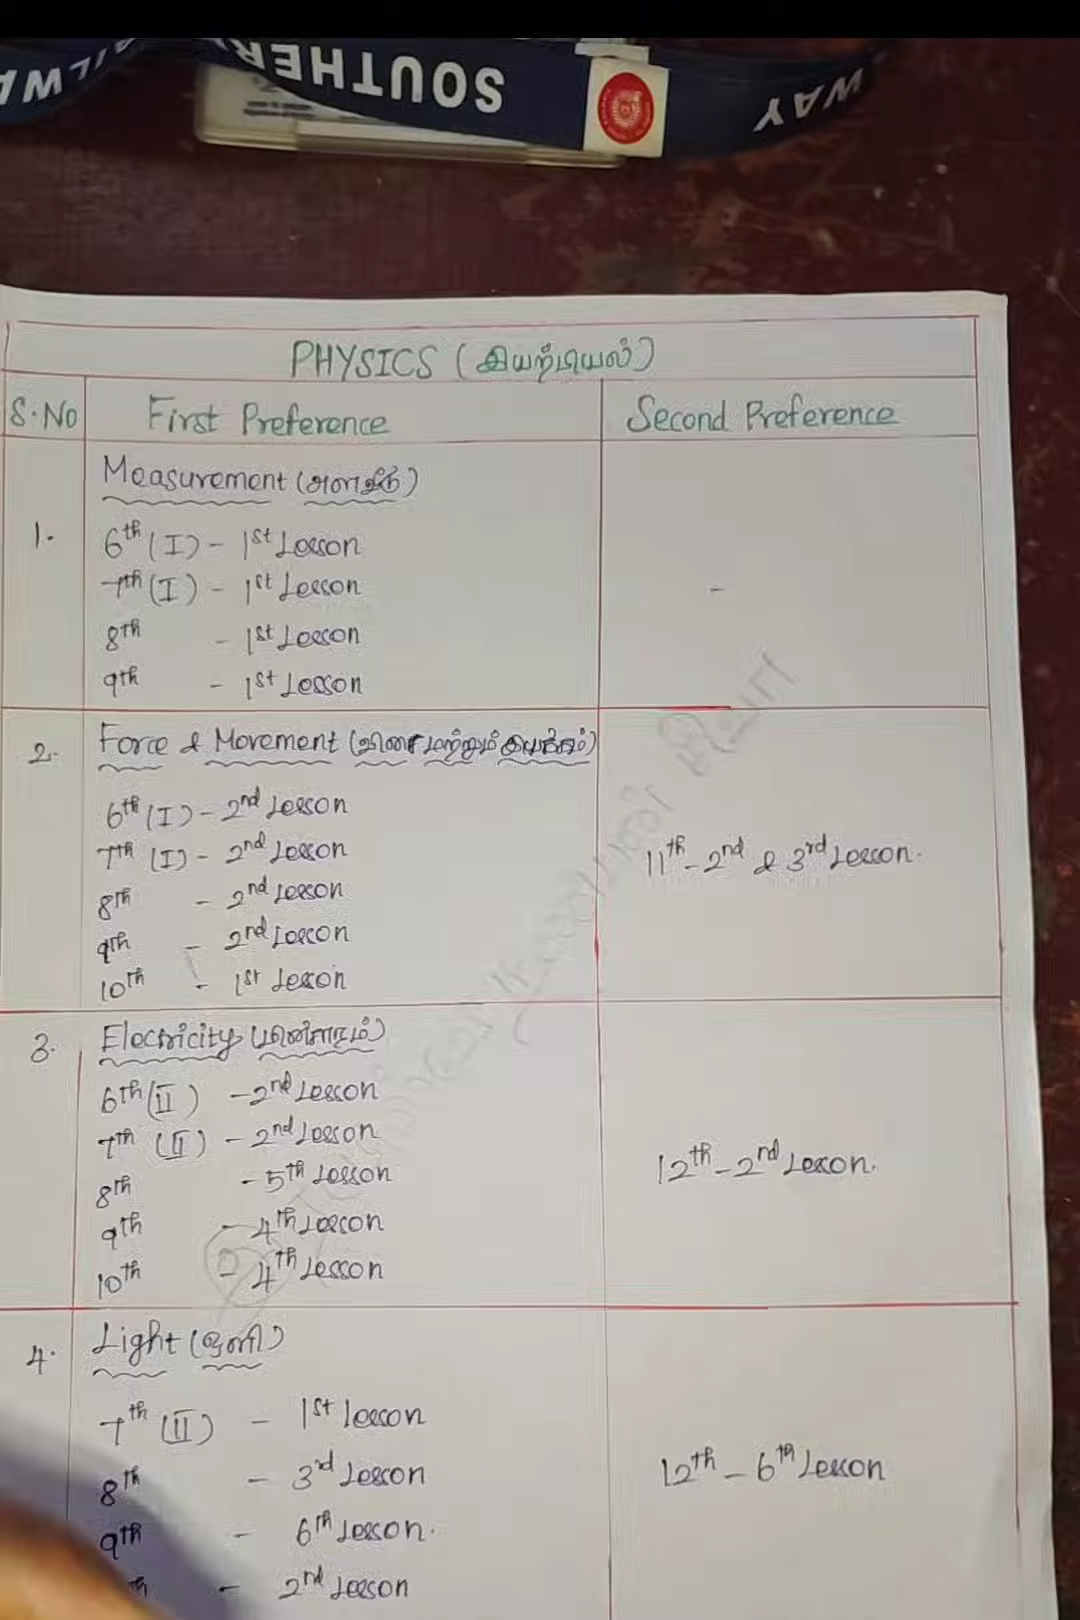 SOUTHER
WAY
PHYSICS (இயற்பியல்)
S.No First Preference Second Preference
Measurement (அளவீடு)
1.
6th (I) - 1st Lesson
7th (I) - 1st Lesson -
8th - 1st Lesson
9th - 1st Lesson
2. Force & Movement (விசை மற்றும் இயக்கம்)
6th (I) - 2nd Lesson
7th (I) - 2nd Lesson 11th - 2nd & 3rd Lesson.
8th - 2nd Lesson
9th - 2nd Lesson
10th - 1st Lesson
3. Electricity (மின்சாரம்)
6th (II) - 2nd Lesson
7th (II) - 2nd Lesson
8th - 5th Lesson 12th - 2nd Lesson.
9th - 4th Lesson
10th - 4th Lesson
4. Light (ஒளி)
7th (II) - 1st Lesson
8th - 3rd Lesson 12th - 6th Lesson
9th - 6th Lesson.
th - 2nd Lesson